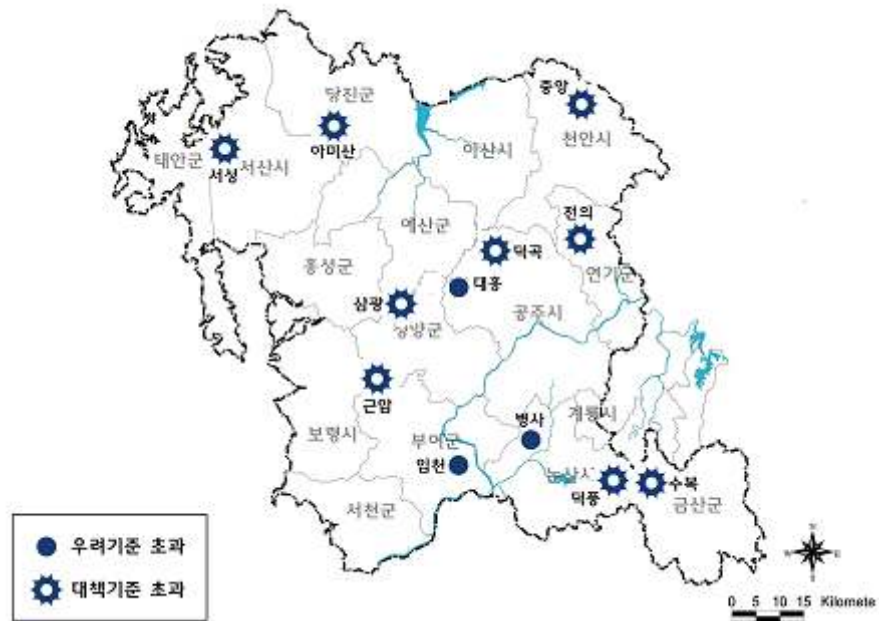 중앙
당진군
천안시
아산시
아미산
태안군
서산시
서성
전의
예산군
덕곡
홍성군
연기군
대흥
삼광
공주시
청양군
근암
병사
계룡시
보령시
부여군
임천
논산시
덕풍
수복
금산군
서천군
우려기준 초과
대책기준 초과
N
W
E
S
0 5 10 15 Kilomete